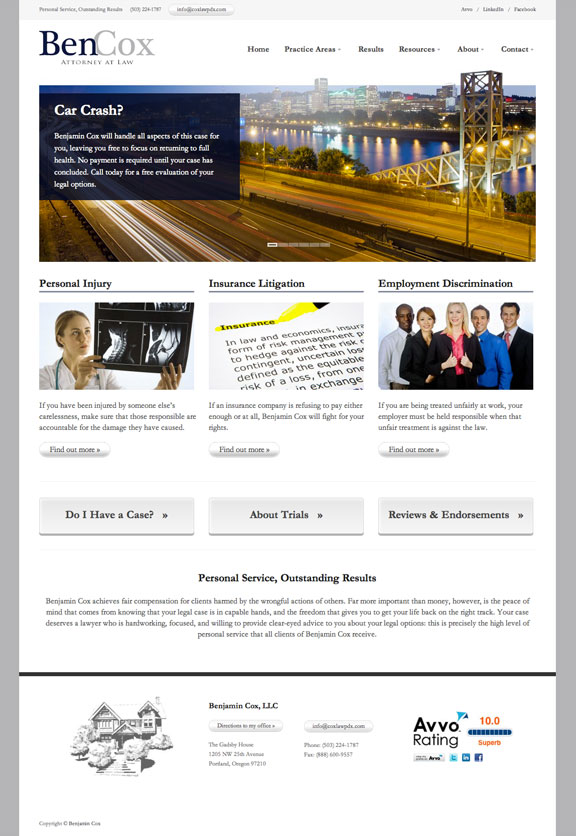 Personal Service, Outstanding Results (503) 224-1787 info@coxlawpdx.com
Avvo / LinkedIn / Facebook
BenCox
ATTORNEY AT LAW
Home Practice Areas Results Resources About Contact
Car Crash?
Benjamin Cox will handle all aspects of this case for
you, leaving you free to focus on returning to full
health. No payment is required until your case has
concluded. Call today for a free evaluation of your
legal options.
Personal Injury
If you have been injured by someone else's
carelessness, make sure that those responsible are
accountable for the damage they have caused.
Find out more »
Insurance Litigation
Insurance
In law and economics, insura
form of risk management p
to hedge against the risk o
contingent, uncertain loss
defined as the equitable
risk of a loss, from one
in exchange
If an insurance company is refusing to pay either
enough or at all, Benjamin Cox will fight for your
rights.
Find out more »
Employment Discrimination
If you are being treated unfairly at work, your
employer must be held responsible when that
unfair treatment is against the law.
Find out more »
Do I Have a Case? »
About Trials »
Reviews & Endorsements »
Personal Service, Outstanding Results
Benjamin Cox achieves fair compensation for clients harmed by the wrongful actions of others. Far more important than money, however, is the peace of
mind that comes from knowing that your legal case is in capable hands, and the freedom that gives you to get your life back on the right track. Your case
deserves a lawyer who is hardworking, focused, and willing to provide clear-eyed advice to you about your legal options: this is precisely the high level of
personal service that all clients of Benjamin Cox receive.
Benjamin Cox, LLC
Directions to my office »
The Gadsby House
1205 NW 25th Avenue
Portland, Oregon 97210
info@coxlawpdx.com
Phone: (503) 224-1787
Fax: (888) 600-9557
Avvo
Rating
10.0
Superb
Avvo
Copyright © Benjamin Cox